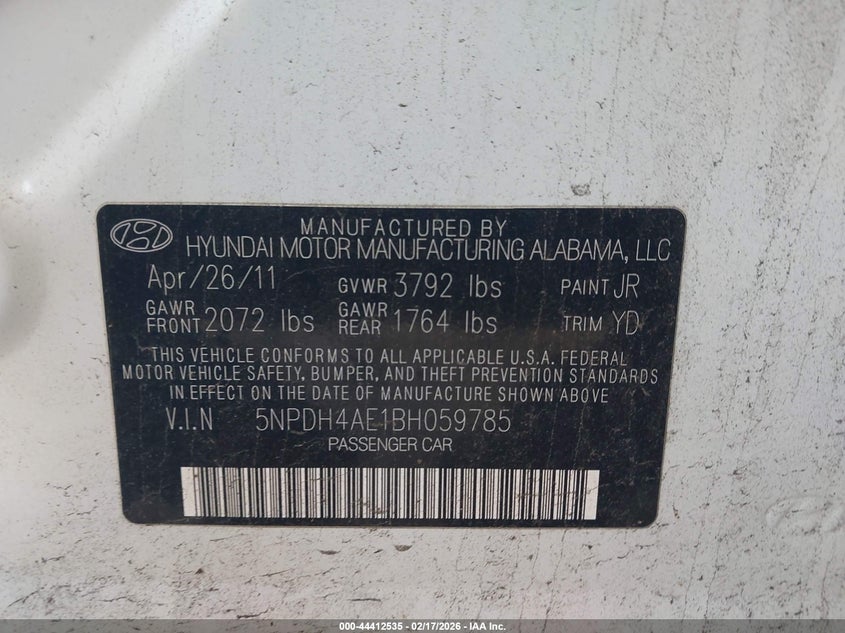 MANUFACTURED BY
HYUNDAI MOTOR MANUFACTURING ALABAMA, LLC
Apr/26/11 GVWR 3792 lbs PAINT JR
GAWR FRONT 2072 lbs GAWR REAR 1764 lbs TRIM YD
THIS VEHICLE CONFORMS TO ALL APPLICABLE U.S.A. FEDERAL
MOTOR VEHICLE SAFETY, BUMPER, AND THEFT PREVENTION STANDARDS
IN EFFECT ON THE DATE OF MANUFACTURE SHOWN ABOVE
V.I.N 5NPDH4AE1BH059785
PASSENGER CAR
000-44412535 - 02/17/2026 - IAA Inc.